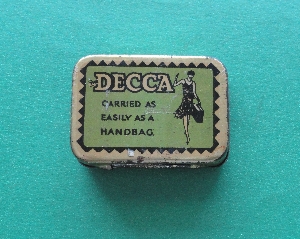 DECCA
CARRIED AS
EASILY AS A
HANDBAG.